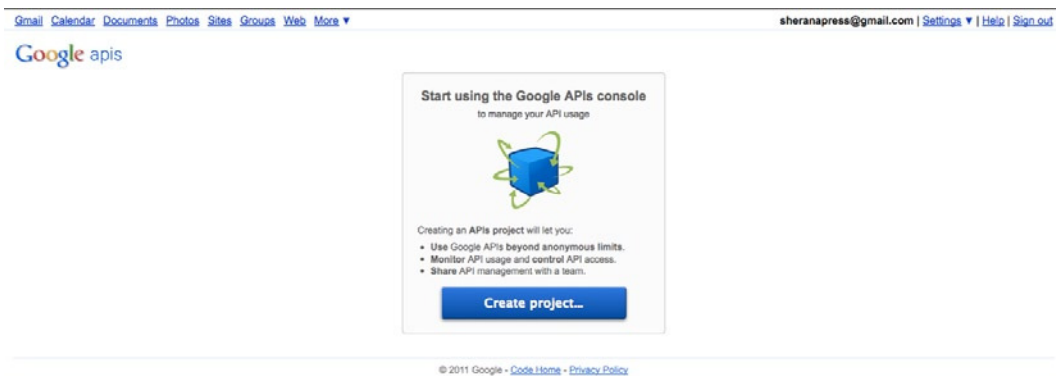 Gmail Calendar Documents Photos Sites Groups Web More ▼
sheranapress@gmail.com | Settings ▼ | Help | Sign out
Google apis
Start using the Google APIs console
to manage your API usage
Creating an APIs project will let you:
• Use Google APIs beyond anonymous limits.
• Monitor API usage and control API access.
• Share API management with a team.
Create project...
© 2011 Google - Code Home - Privacy Policy